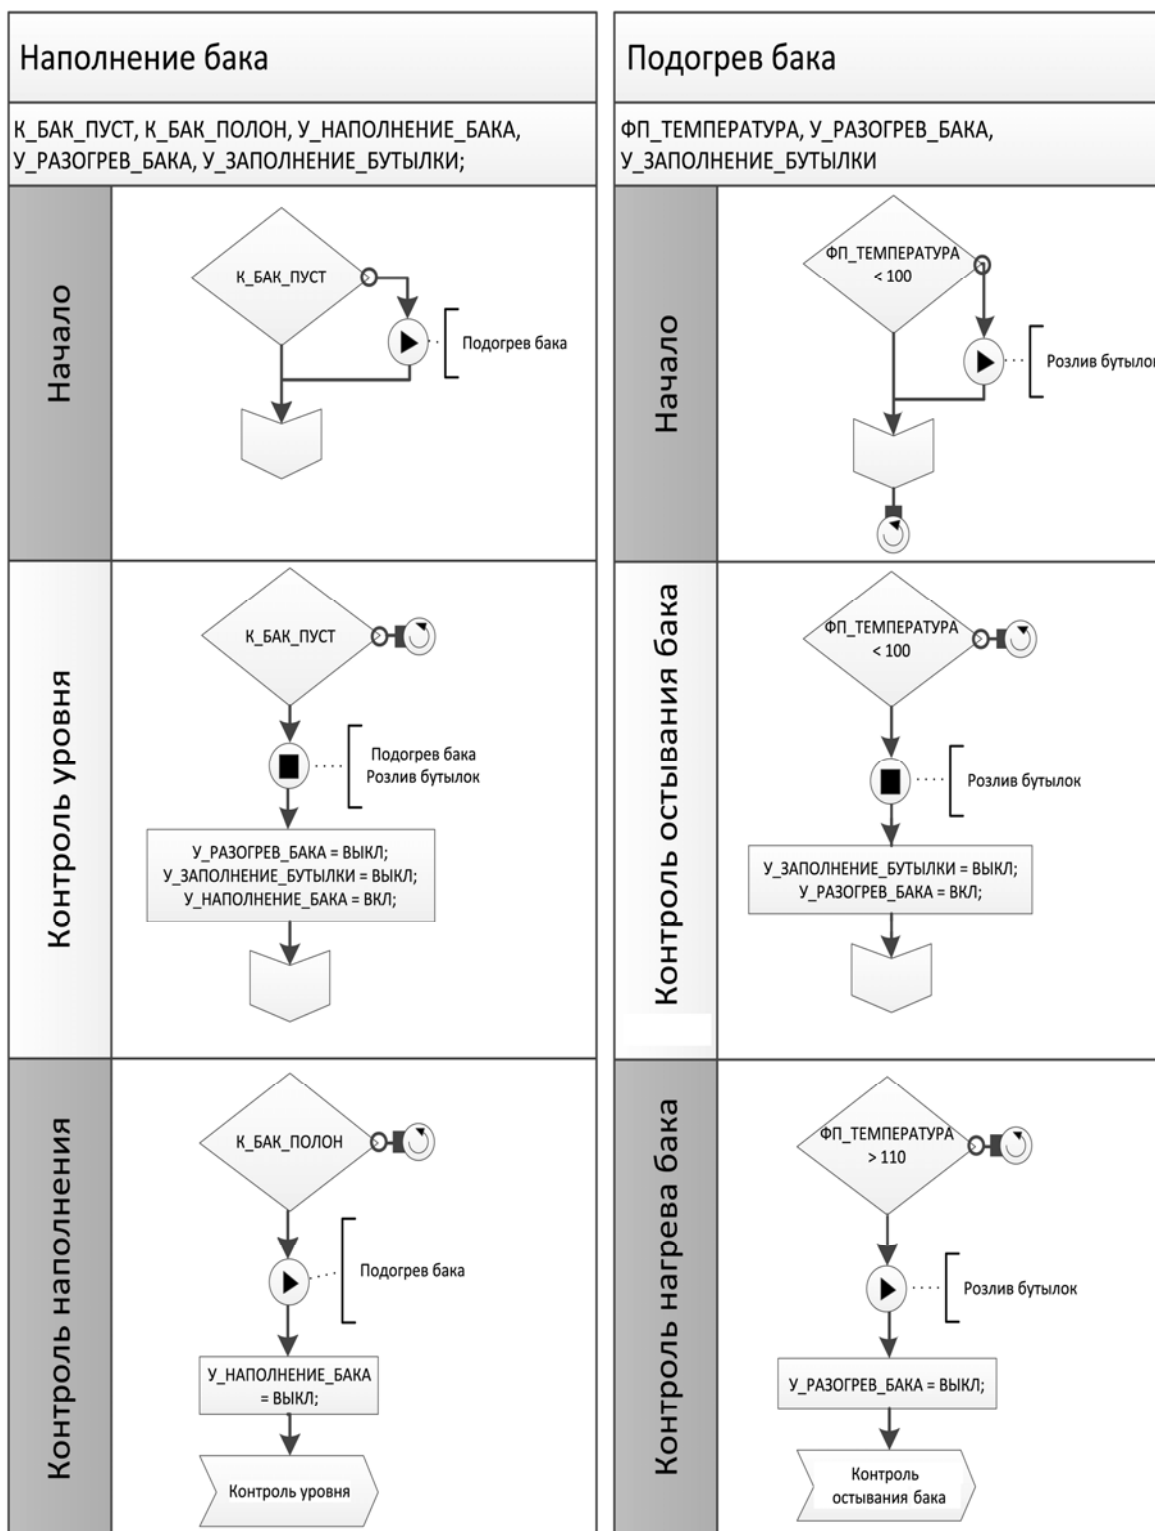 Наполнение бака
К_БАК_ПУСТ, К_БАК_ПОЛОН, У_НАПОЛНЕНИЕ_БАКА,
У_РАЗОГРЕВ_БАКА, У_ЗАПОЛНЕНИЕ_БУТЫЛКИ;
Начало
К_БАК_ПУСТ
Подогрев бака
Контроль уровня
К_БАК_ПУСТ
Подогрев бака
Розлив бутылок
У_РАЗОГРЕВ_БАКА = ВЫКЛ;
У_ЗАПОЛНЕНИЕ_БУТЫЛКИ = ВЫКЛ;
У_НАПОЛНЕНИЕ_БАКА = ВКЛ;
Контроль наполнения
К_БАК_ПОЛОН
Подогрев бака
У_НАПОЛНЕНИЕ_БАКА
= ВЫКЛ;
Контроль уровня
Подогрев бака
ФП_ТЕМПЕРАТУРА, У_РАЗОГРЕВ_БАКА,
У_ЗАПОЛНЕНИЕ_БУТЫЛКИ
Начало
ФП_ТЕМПЕРАТУРА
< 100
Розлив бутылок
Контроль остывания бака
ФП_ТЕМПЕРАТУРА
< 100
Розлив бутылок
У_ЗАПОЛНЕНИЕ_БУТЫЛКИ = ВЫКЛ;
У_РАЗОГРЕВ_БАКА = ВКЛ;
Контроль нагрева бака
ФП_ТЕМПЕРАТУРА
> 110
Розлив бутылок
У_РАЗОГРЕВ_БАКА = ВЫКЛ;
Контроль
остывания бака